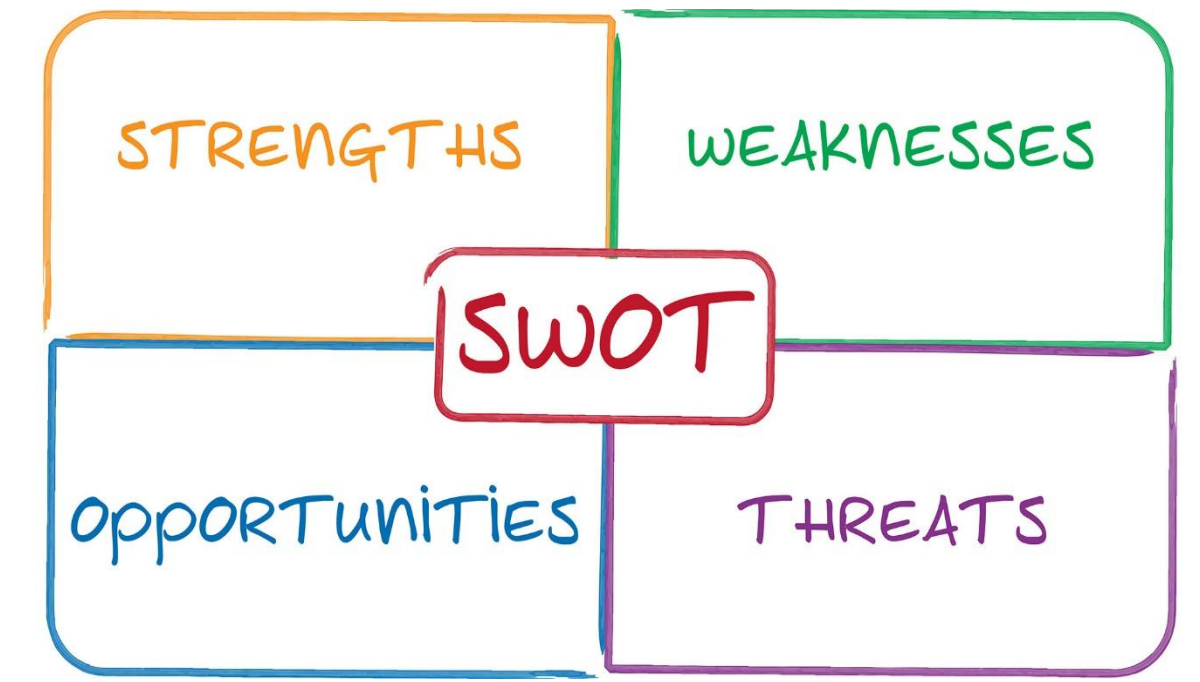 STRENGTHS
WEAKNESSES
SWOT
OPPORTUNITIES
THREATS